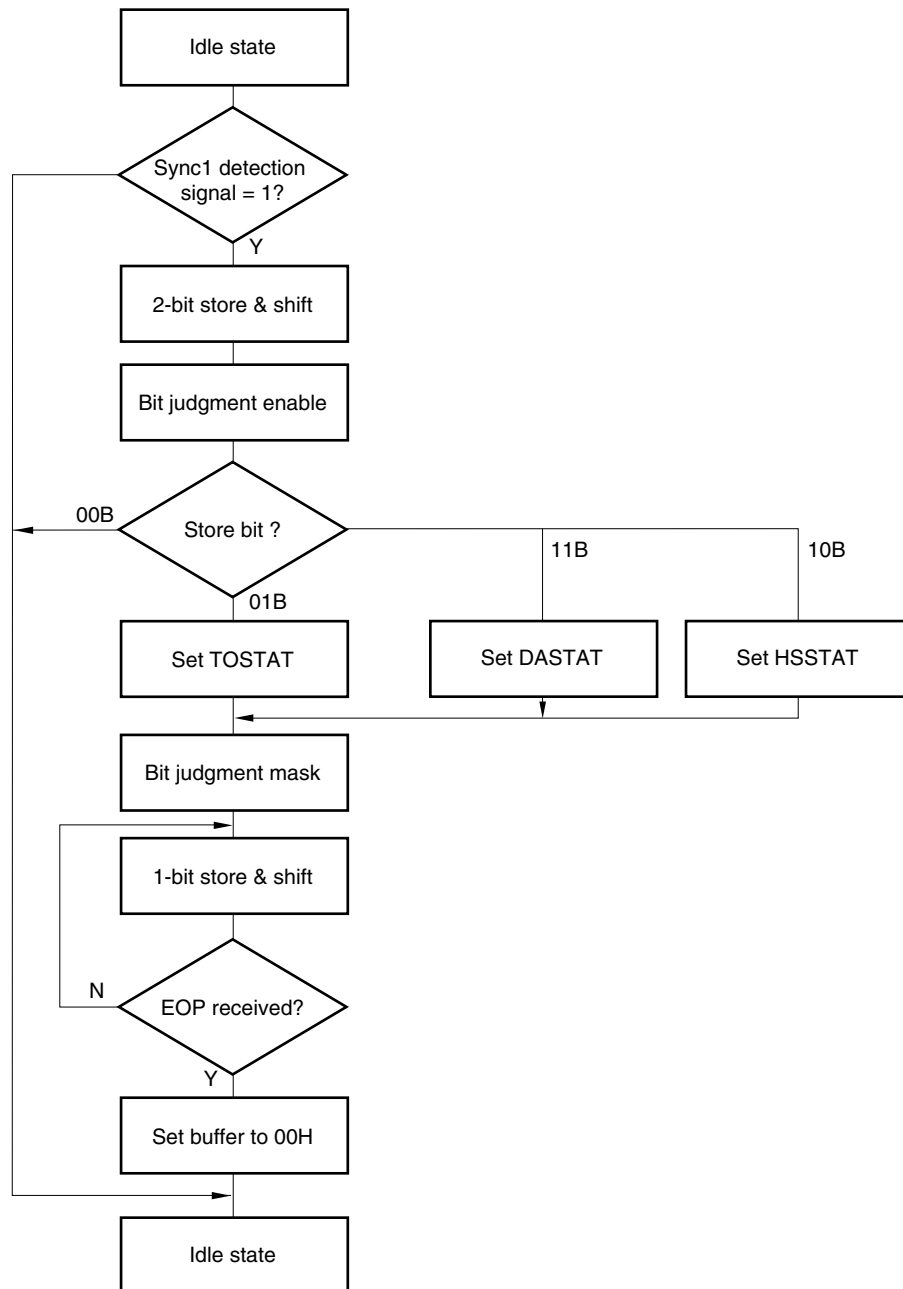 Idle state
Sync1 detection
signal = 1?
Y
2-bit store & shift
Bit judgment enable
00B
Store bit ?
11B
10B
01B
Set TOSTAT
Set DASTAT
Set HSSTAT
Bit judgment mask
1-bit store & shift
N
EOP received?
Y
Set buffer to 00H
Idle state